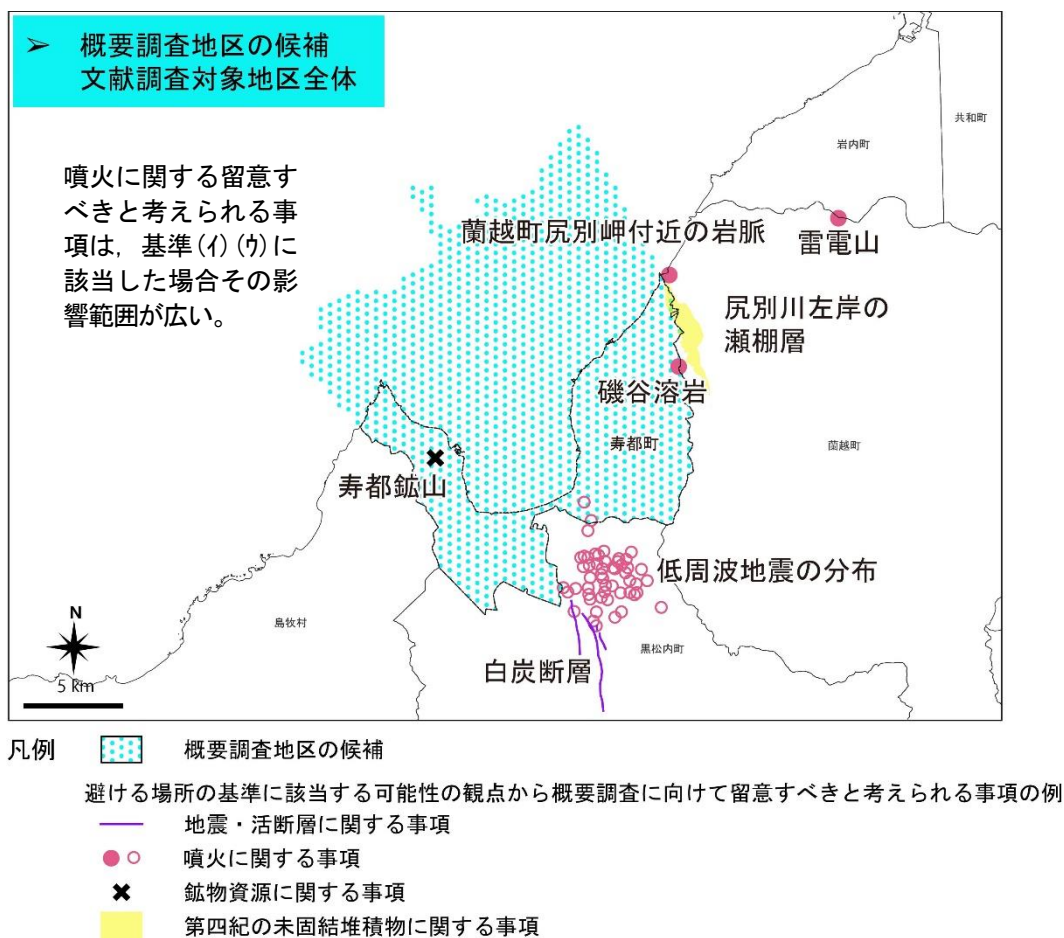 ➢ 概要調査地区の候補
文献調査対象地区全体
噴火に関する留意す
べきと考えられる事
項は，基準(ｲ)(ｳ)に
該当した場合その影
響範囲が広い。
共和町
岩内町
蘭越町尻別岬付近の岩脈
雷電山
尻別川左岸の
瀬棚層
磯谷溶岩
寿都町
蘭越町
寿都鉱山
低周波地震の分布
島牧村
黒松内町
白炭断層
N
5 km
凡例
概要調査地区の候補
避ける場所の基準に該当する可能性の観点から概要調査に向けて留意すべきと考えられる事項の例
地震・活断層に関する事項
噴火に関する事項
鉱物資源に関する事項
第四紀の未固結堆積物に関する事項